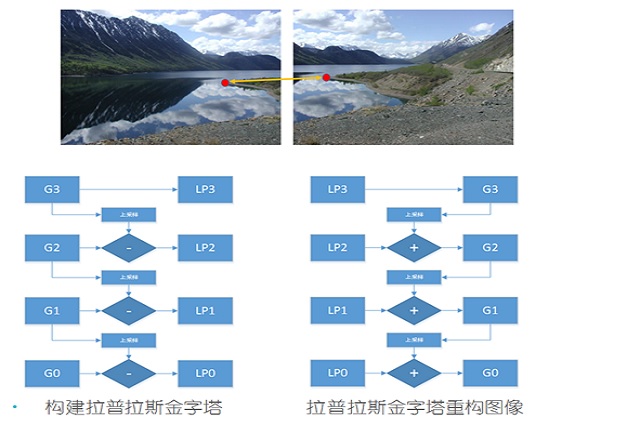 G3 LP3 LP3 G3
上采样 上采样
G2 - LP2 LP2 + G2
上采样 上采样
G1 - LP1 LP1 + G1
上采样 上采样
G0 - LP0 LP0 + G0
• 构建拉普拉斯金字塔 拉普拉斯金字塔重构图像